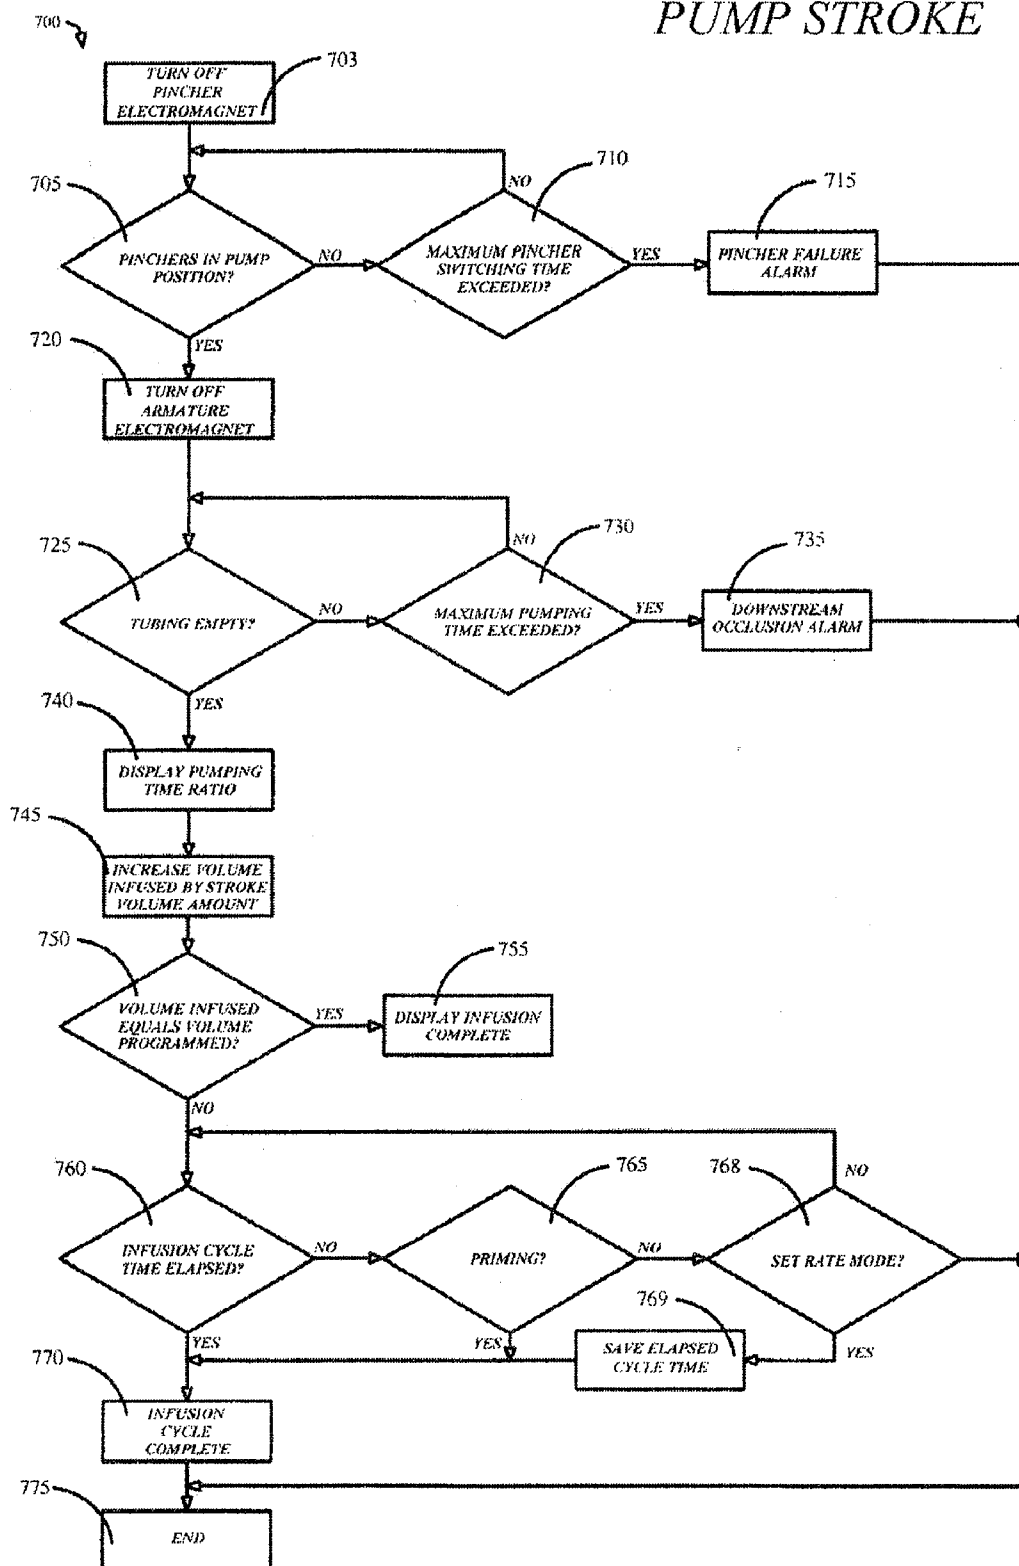 PUMP STROKE
700
703
TURN OFF
PINCHER
ELECTROMAGNET
705
PINCHERS IN PUMP
POSITION?
NO
710
NO
MAXIMUM PINCHER
SWITCHING TIME
EXCEEDED?
YES
715
PINCHER FAILURE
ALARM
YES
720
TURN OFF
ARMATURE
ELECTROMAGNET
725
TUBING EMPTY?
NO
730
NO
MAXIMUM PUMPING
TIME EXCEEDED?
YES
735
DOWNSTREAM
OCCLUSION ALARM
YES
740
DISPLAY PUMPING
TIME RATIO
745
INCREASE VOLUME
INFUSED BY STROKE
VOLUME AMOUNT
750
VOLUME INFUSED
EQUALS VOLUME
PROGRAMMED?
YES
755
DISPLAY INFUSION
COMPLETE
NO
760
INFUSION CYCLE
TIME ELAPSED?
NO
765
PRIMING?
NO
768
NO
SET RATE MODE?
YES
YES
769
SAVE ELAPSED
CYCLE TIME
YES
770
INFUSION
CYCLE
COMPLETE
775
END